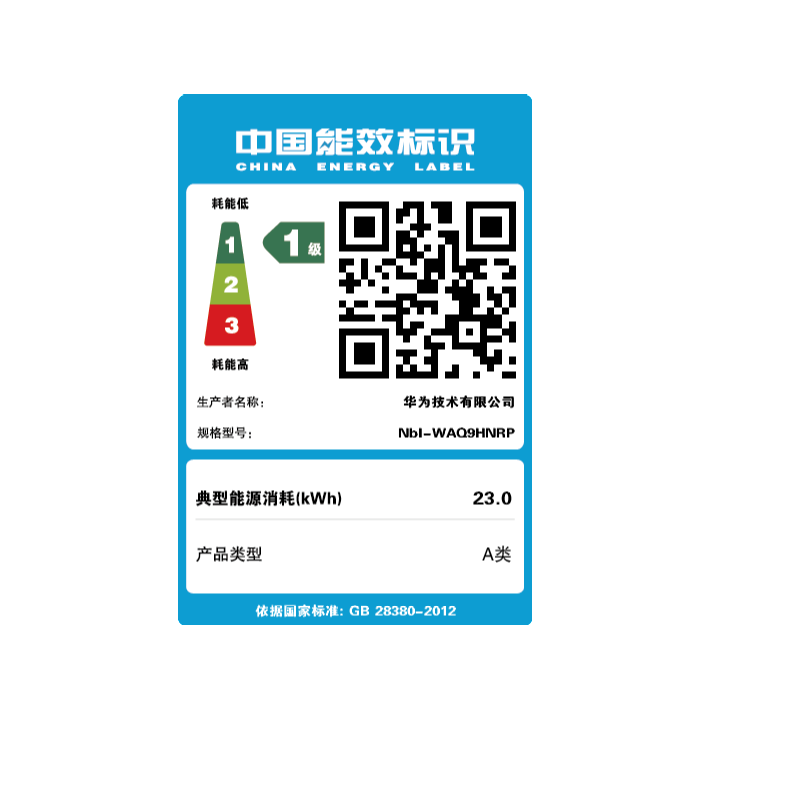 中国能效标识
CHINA ENERGY LABEL
耗能低
1
1级
2
3
耗能高
生产者名称: 华为技术有限公司
规格型号: NbI-WAQ9HNRP
典型能源消耗(kWh) 23.0
产品类型 A类
依据国家标准: GB 28380-2012